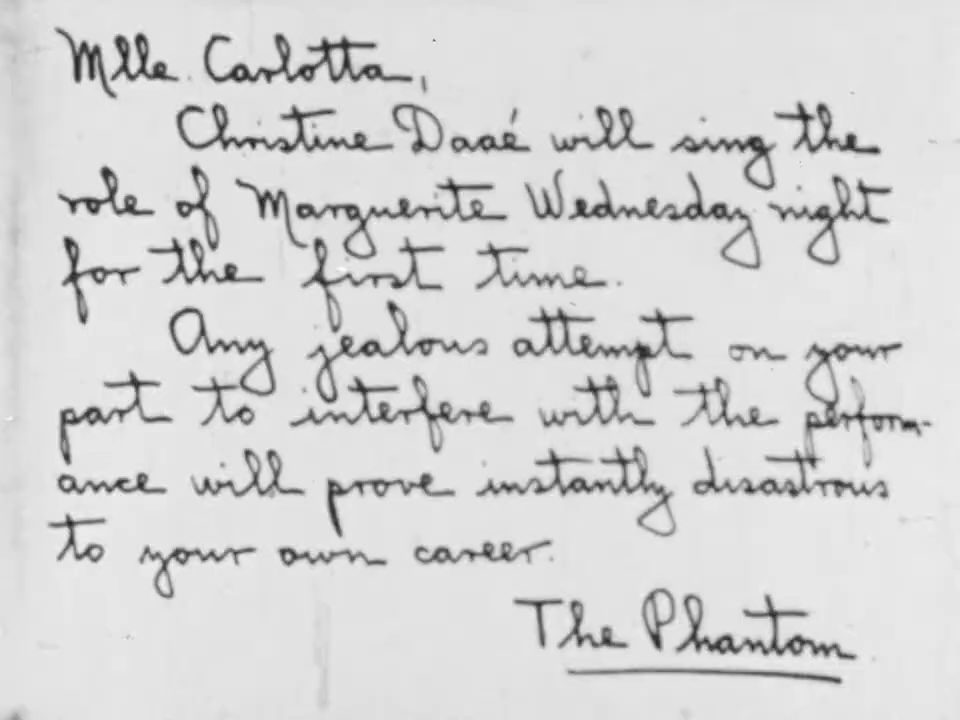 Mlle. Carlotta,
Christine Daaé will sing the
role of Marguerite Wednesday night
for the first time.
Any jealous attempt on your
part to interfere with the perform-
ance will prove instantly disastrous
to your own career.
The Phantom